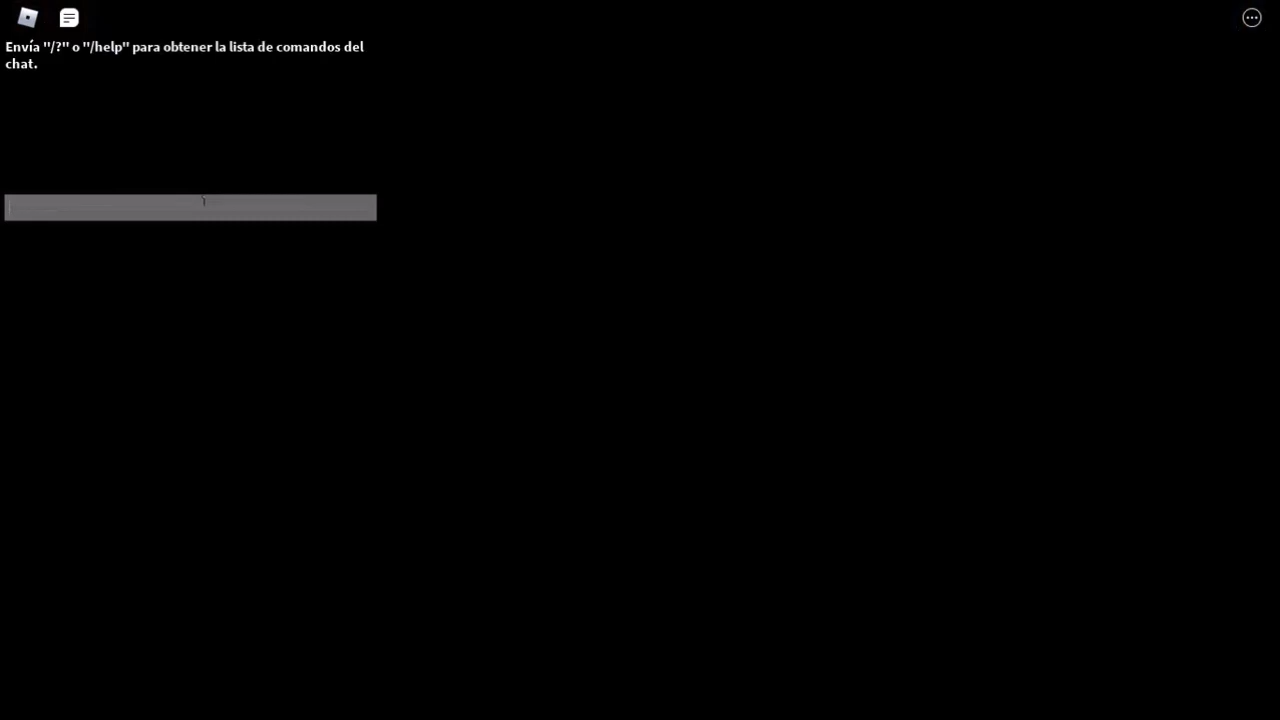 Envía "/?" o "/help" para obtener la lista de comandos del
chat.